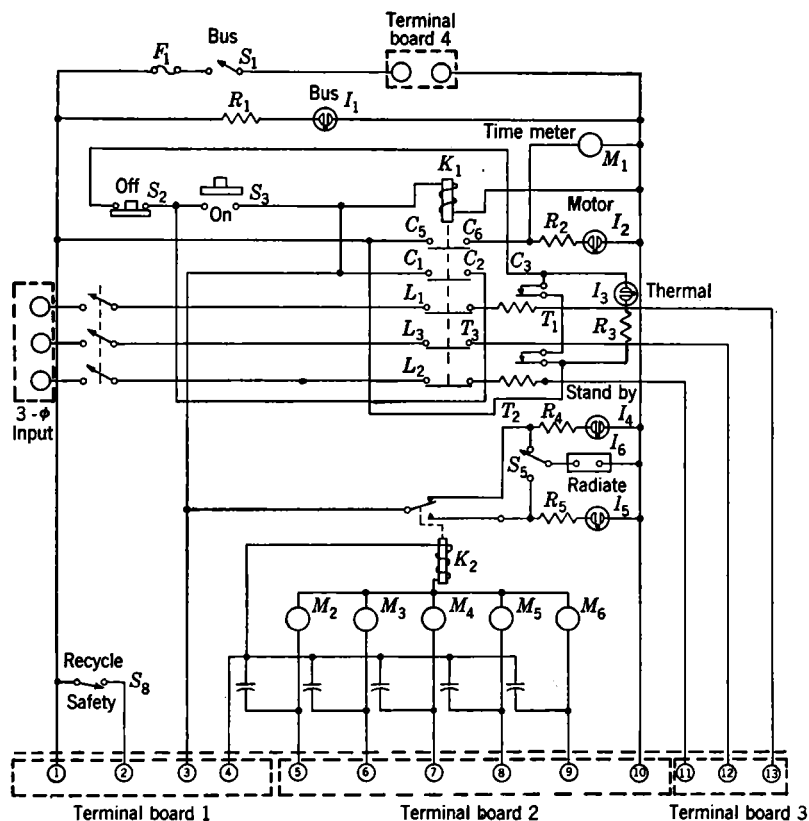 Terminal
board 4
Bus
F1
S1
Bus
R1
I1
Time meter
M1
K1
Off
S2
S3
On
Motor
C5
C6
R2
I2
C1
C2
C3
I3
Thermal
L1
T1
R3
L3
T3
L2
3-ϕ
Input
Stand by
T2
R4
I4
I6
S5
Radiate
R5
I5
K2
M2
M3
M4
M5
M6
Recycle
S8
Safety
1 2 3 4 5 6 7 8 9 10 11 12 13
Terminal board 1
Terminal board 2
Terminal board 3